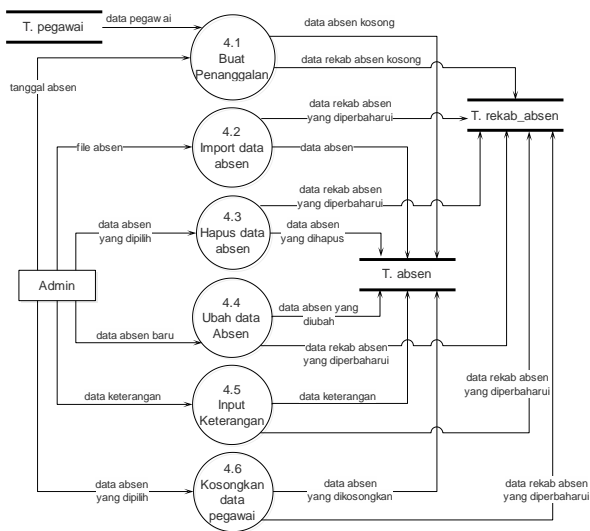 T. pegawai
data pegawai
4.1
Buat
Penanggalan
data absen kosong
data rekab absen kosong
tanggal absen
T. rekab_absen
file absen
4.2
Import data
absen
data rekab absen
yang diperbaharui
data absen
data absen
yang dipilih
4.3
Hapus data
absen
data rekab absen
yang diperbaharui
data absen
yang dihapus
T. absen
Admin
data absen baru
4.4
Ubah data
Absen
data absen yang
diubah
data rekab absen
yang diperbaharui
data keterangan
4.5
Input
Keterangan
data keterangan
data rekab absen
yang diperbaharui
data absen
yang dipilih
4.6
Kosongkan
data
pegawai
data absen
yang dikosongkan
data rekab absen
yang diperbaharui